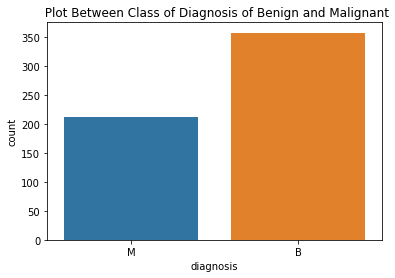 Plot Between Class of Diagnosis of Benign and Malignant
350
300
250
200
150
100
50
0
count
M B
diagnosis